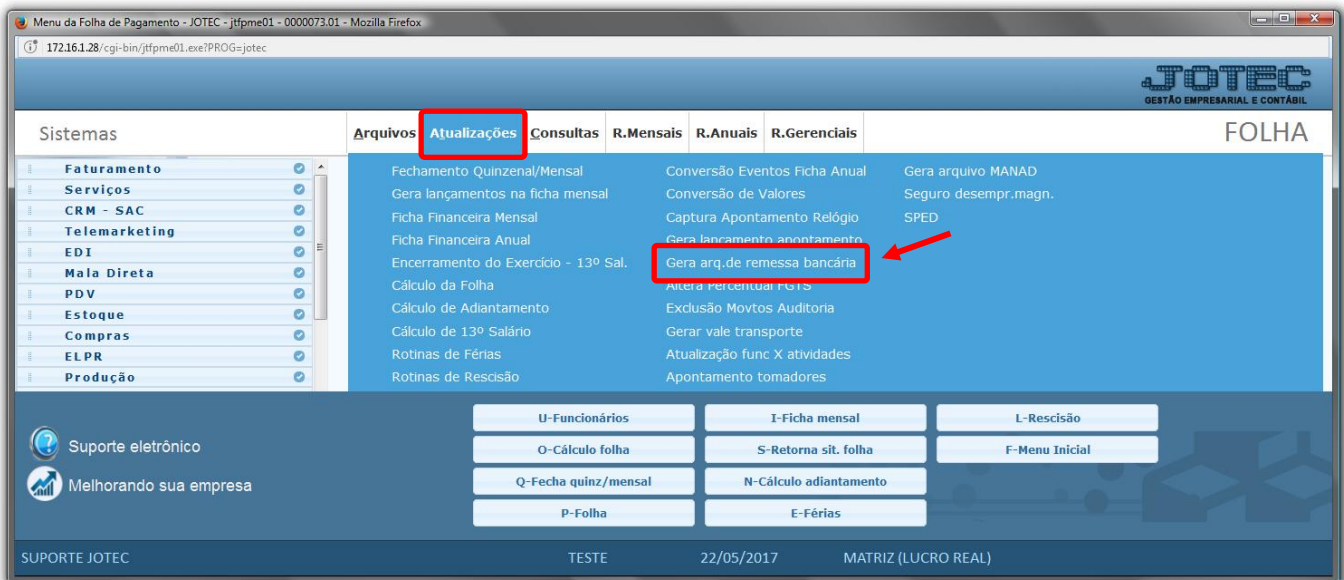 Menu da Folha de Pagamento - JOTEC - jtfpme01 - 0000073.01 - Mozilla Firefox
172.16.1.28/cgi-bin/jtfpme01.exe?PROG=jotec
JOTEC
GESTÃO EMPRESARIAL E CONTÁBIL
Sistemas
Arquivos Atualizações Consultas R.Mensais R.Anuais R.Gerenciais
FOLHA
Faturamento
Serviços
CRM - SAC
Telemarketing
EDI
Mala Direta
PDV
Estoque
Compras
ELPR
Produção
Fechamento Quinzenal/Mensal
Gera lançamentos na ficha mensal
Ficha Financeira Mensal
Ficha Financeira Anual
Encerramento do Exercício - 13º Sal.
Cálculo da Folha
Cálculo de Adiantamento
Cálculo de 13º Salário
Rotinas de Férias
Rotinas de Rescisão
Conversão Eventos Ficha Anual
Conversão de Valores
Captura Apontamento Relógio
Gera lançamento apontamento
Gera arq.de remessa bancária
Altera Percentual FGTS
Exclusão Movtos Auditoria
Gerar vale transporte
Atualização func X atividades
Apontamento tomadores
Gera arquivo MANAD
Seguro desempr.magn.
SPED
Suporte eletrônico
Melhorando sua empresa
U-Funcionários I-Ficha mensal L-Rescisão
O-Cálculo folha S-Retorna sit. folha F-Menu Inicial
Q-Fecha quinz/mensal N-Cálculo adiantamento
P-Folha E-Férias
SUPORTE JOTEC TESTE 22/05/2017 MATRIZ (LUCRO REAL)